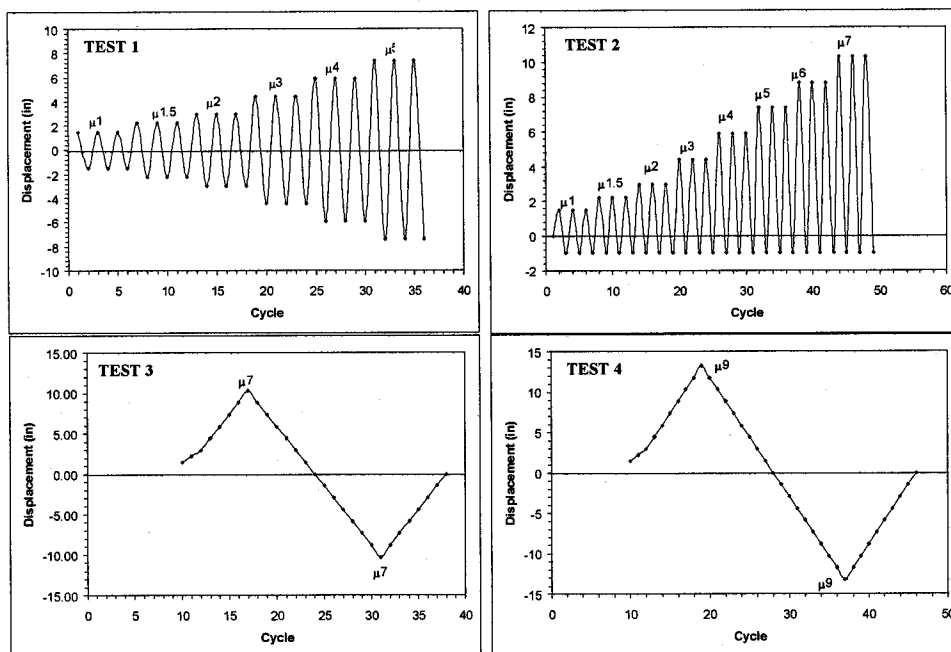 TEST 1
Displacement (in)
10
8
6
4
2
0
-2
-4
-6
-8
-10
μ1
μ1.5
μ2
μ3
μ4
0 5 10 15 20 25 30 35 40
Cycle
TEST 2
Displacement (in)
12
10
8
6
4
2
0
-2
μ1
μ1.5
μ2
μ3
μ4
μ5
μ6
μ7
0 10 20 30 40 50 60
Cycle
TEST 3
Displacement (in)
15.00
10.00
5.00
0.00
-5.00
-10.00
-15.00
μ7
μ7
0 10 20 30 40 50
Cycle
TEST 4
Displacement (in)
15
10
5
0
-5
-10
-15
μ9
μ9
0 10 20 30 40 50
Cycle